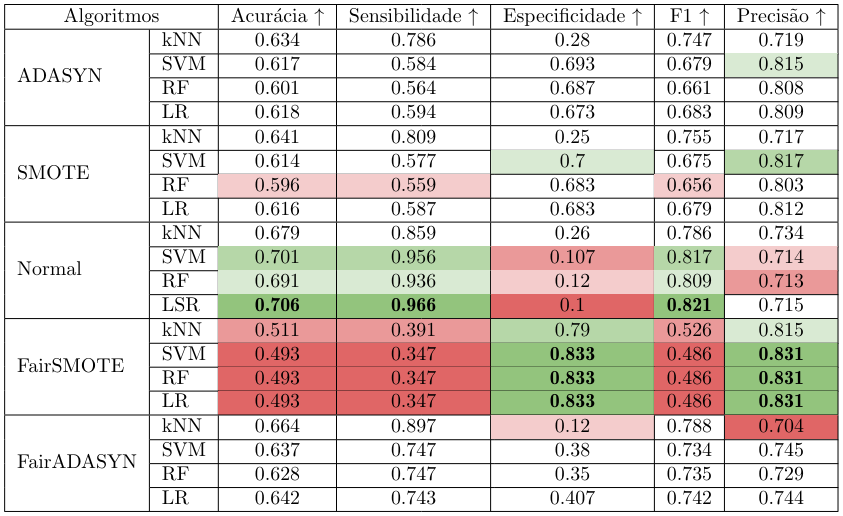 Algoritmos Acurácia ↑ Sensibilidade ↑ Especificidade ↑ F1 ↑ Precisão ↑
ADASYN kNN 0.634 0.786 0.28 0.747 0.719
SVM 0.617 0.584 0.693 0.679 0.815
RF 0.601 0.564 0.687 0.661 0.808
LR 0.618 0.594 0.673 0.683 0.809
SMOTE kNN 0.641 0.809 0.25 0.755 0.717
SVM 0.614 0.577 0.7 0.675 0.817
RF 0.596 0.559 0.683 0.656 0.803
LR 0.616 0.587 0.683 0.679 0.812
Normal kNN 0.679 0.859 0.26 0.786 0.734
SVM 0.701 0.956 0.107 0.817 0.714
RF 0.691 0.936 0.12 0.809 0.713
LSR 0.706 0.966 0.1 0.821 0.715
FairSMOTE kNN 0.511 0.391 0.79 0.526 0.815
SVM 0.493 0.347 0.833 0.486 0.831
RF 0.493 0.347 0.833 0.486 0.831
LR 0.493 0.347 0.833 0.486 0.831
FairADASYN kNN 0.664 0.897 0.12 0.788 0.704
SVM 0.637 0.747 0.38 0.734 0.745
RF 0.628 0.747 0.35 0.735 0.729
LR 0.642 0.743 0.407 0.742 0.744